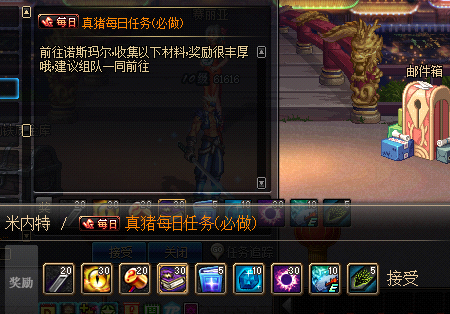 每日 真猪每日任务(必做)
前往诺斯玛尔,收集以下材料,奖励很丰厚
哦,建议组队一同前往
61616
邮件箱
米内特 / 每日 真猪每日任务(必做)
接受 关闭 任务追踪
奖励 20 30 20 30 5 10 30 10 5 接受